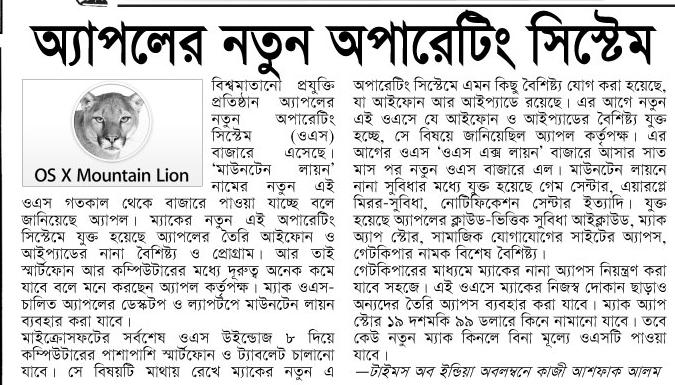 অ্যাপলের নতুন অপারেটিং সিস্টেম
OS X Mountain Lion
বিশ্বমাতানো প্রযুক্তি
প্রতিষ্ঠান অ্যাপলের
নতুন অপারেটিং
সিস্টেম (ওএস)
বাজারে এসেছে।
‘মাউনটেন লায়ন’
নামের নতুন এই
ওএস গতকাল থেকে বাজারে পাওয়া যাচ্ছে বলে
জানিয়েছে অ্যাপল। ম্যাকের নতুন এই অপারেটিং
সিস্টেমে যুক্ত হয়েছে অ্যাপলের তৈরি আইফোন ও
আইপ্যাডের নানা বৈশিষ্ট্য ও প্রোগ্রাম। আর তাই
স্মার্টফোন আর কম্পিউটারের মধ্যে দূরত্ব অনেক কমে
যাবে বলে মনে করছেন অ্যাপল কর্তৃপক্ষ। ম্যাক ওএস-
চালিত অ্যাপলের ডেস্কটপ ও ল্যাপটপে মাউনটেন লায়ন
ব্যবহার করা যাবে।
মাইক্রোসফটের সর্বশেষ ওএস উইন্ডোজ ৮ দিয়ে
কম্পিউটারের পাশাপাশি স্মার্টফোন ও ট্যাবলেট চালানো
যাবে। সে বিষয়টি মাথায় রেখে ম্যাকের নতুন এ
অপারেটিং সিস্টেমে এমন কিছু বৈশিষ্ট্য যোগ করা হয়েছে,
যা আইফোন আর আইপ্যাডে রয়েছে। এর আগে নতুন
এই ওএসে যে আইফোন ও আইপ্যাডের বৈশিষ্ট্য যুক্ত
হচ্ছে, সে বিষয়ে জানিয়েছিল অ্যাপল কর্তৃপক্ষ। এর
আগের ওএস ‘ওএস এক্স লায়ন’ বাজারে আসার সাত
মাস পর নতুন ওএস বাজারে এল। মাউনটেন লায়নে
নানা সুবিধার মধ্যে যুক্ত হয়েছে গেম সেন্টার, এয়ারপ্লে
মিরর-সুবিধা, নোটিফিকেশন সেন্টার ইত্যাদি। যুক্ত
হয়েছে অ্যাপলের ক্লাউড-ভিত্তিক সুবিধা আইক্লাউড, ম্যাক
অ্যাপ স্টোর, সামাজিক যোগাযোগের সাইটের অ্যাপস,
গেটকিপার নামক বিশেষ বৈশিষ্ট্য।
গেটকিপারের মাধ্যমে ম্যাকের নানা অ্যাপস নিয়ন্ত্রণ করা
যাবে সহজে। এই ওএসে ম্যাকের নিজস্ব দোকান ছাড়াও
অন্যদের তৈরি অ্যাপস ব্যবহার করা যাবে। ম্যাক অ্যাপ
স্টোর ১৯ দশমকি ৯৯ ডলারে কিনে নামানো যাবে। তবে
কেউ নতুন ম্যাক কিনলে বিনা মূল্যে ওএসটি পাওয়া
যাবে।
—টাইমস অব ইন্ডিয়া অবলম্বনে কাজী আশফাক আলম